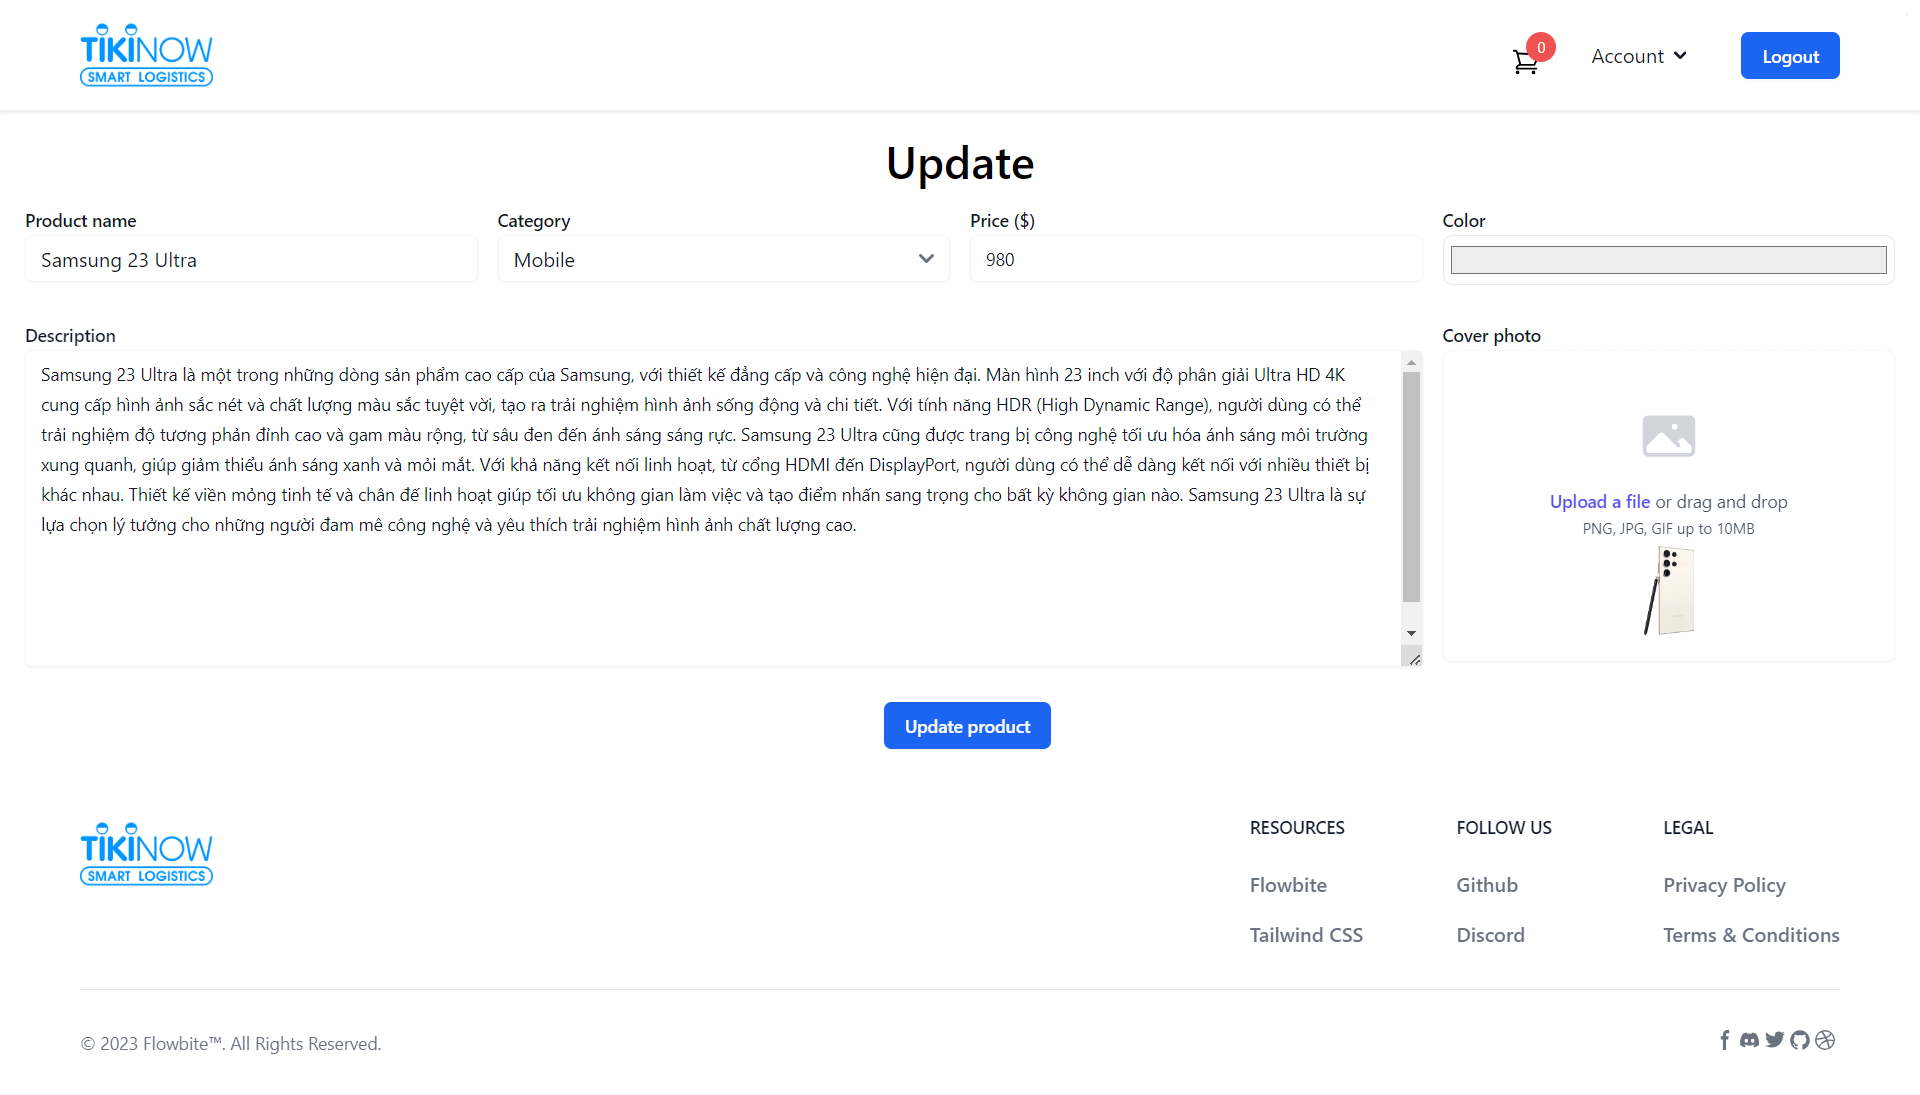 TIKINOW
SMART LOGISTICS
0
Account
Logout
Update
Product name
Category
Price ($)
Color
Samsung 23 Ultra
Mobile
980
Description
Cover photo
Samsung 23 Ultra là một trong những dòng sản phẩm cao cấp của Samsung, với thiết kế đẳng cấp và công nghệ hiện đại. Màn hình 23 inch với độ phân giải Ultra HD 4K
cung cấp hình ảnh sắc nét và chất lượng màu sắc tuyệt vời, tạo ra trải nghiệm hình ảnh sống động và chi tiết. Với tính năng HDR (High Dynamic Range), người dùng có thể
trải nghiệm độ tương phản đỉnh cao và gam màu rộng, từ sâu đen đến ánh sáng sáng rực. Samsung 23 Ultra cũng được trang bị công nghệ tối ưu hóa ánh sáng môi trường
xung quanh, giúp giảm thiểu ánh sáng xanh và mỏi mắt. Với khả năng kết nối linh hoạt, từ cổng HDMI đến DisplayPort, người dùng có thể dễ dàng kết nối với nhiều thiết bị
khác nhau. Thiết kế viền mỏng tinh tế và chân đế linh hoạt giúp tối ưu không gian làm việc và tạo điểm nhấn sang trọng cho bất kỳ không gian nào. Samsung 23 Ultra là sự
lựa chọn lý tưởng cho những người đam mê công nghệ và yêu thích trải nghiệm hình ảnh chất lượng cao.
Upload a file or drag and drop
PNG, JPG, GIF up to 10MB
Update product
TIKINOW
SMART LOGISTICS
RESOURCES
FOLLOW US
LEGAL
Flowbite
Github
Privacy Policy
Tailwind CSS
Discord
Terms & Conditions
© 2023 Flowbite™. All Rights Reserved.